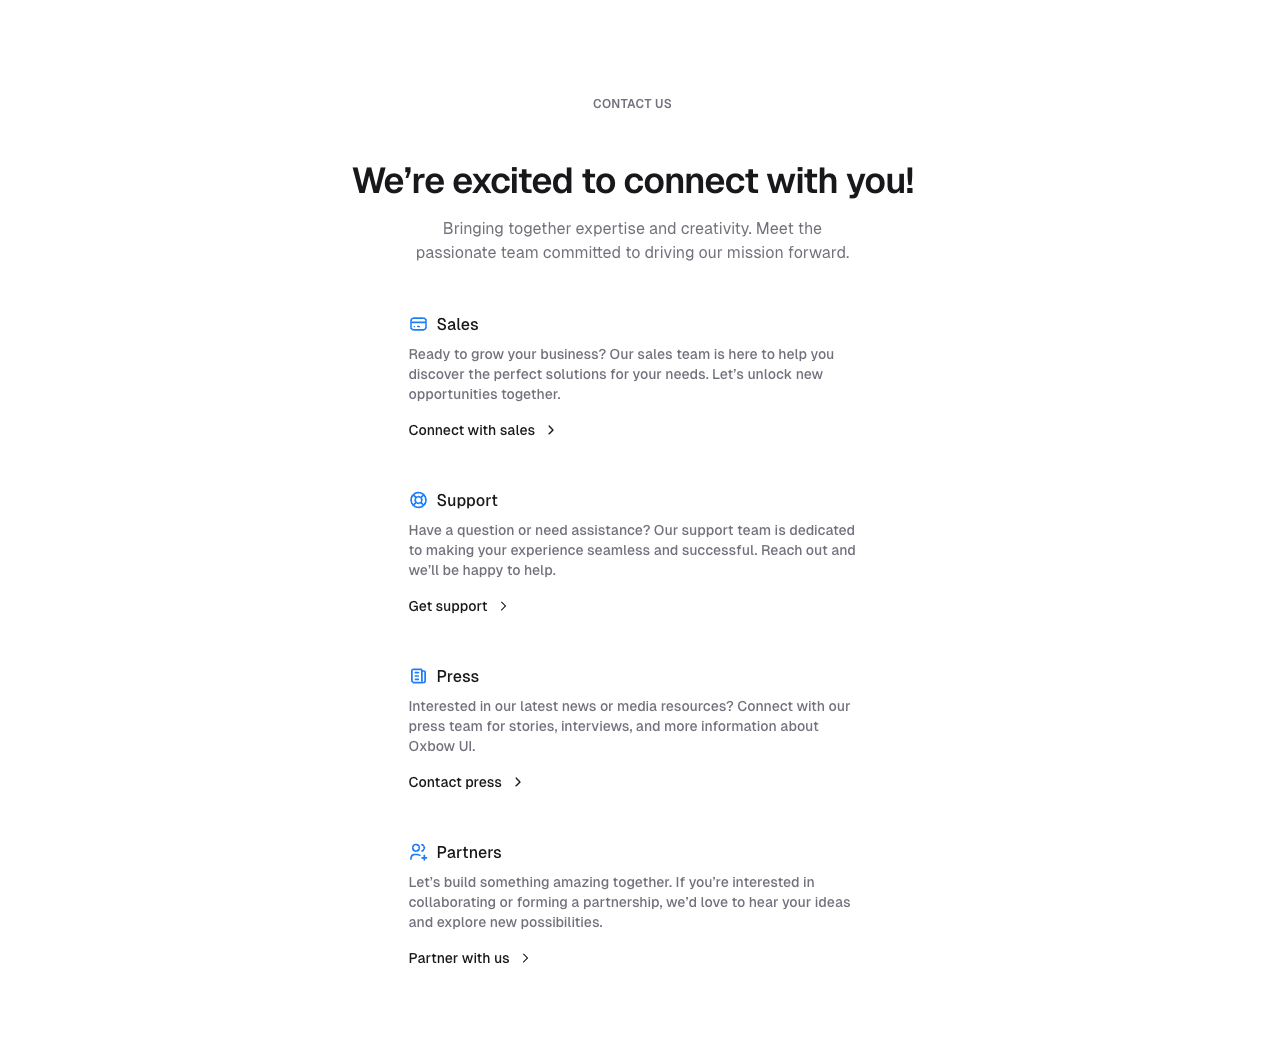 CONTACT US
We’re excited to connect with you!
Bringing together expertise and creativity. Meet the
passionate team committed to driving our mission forward.
Sales
Ready to grow your business? Our sales team is here to help you
discover the perfect solutions for your needs. Let’s unlock new
opportunities together.
Connect with sales
Support
Have a question or need assistance? Our support team is dedicated
to making your experience seamless and successful. Reach out and
we’ll be happy to help.
Get support
Press
Interested in our latest news or media resources? Connect with our
press team for stories, interviews, and more information about
Oxbow UI.
Contact press
Partners
Let’s build something amazing together. If you’re interested in
collaborating or forming a partnership, we’d love to hear your ideas
and explore new possibilities.
Partner with us